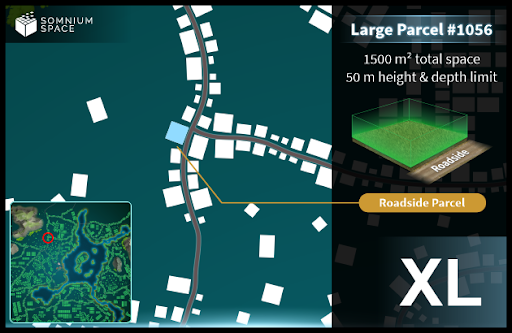 SOMNIUM
SPACE
Large Parcel #1056
1500 m² total space
50 m height & depth limit
Roadside
Roadside Parcel
XL